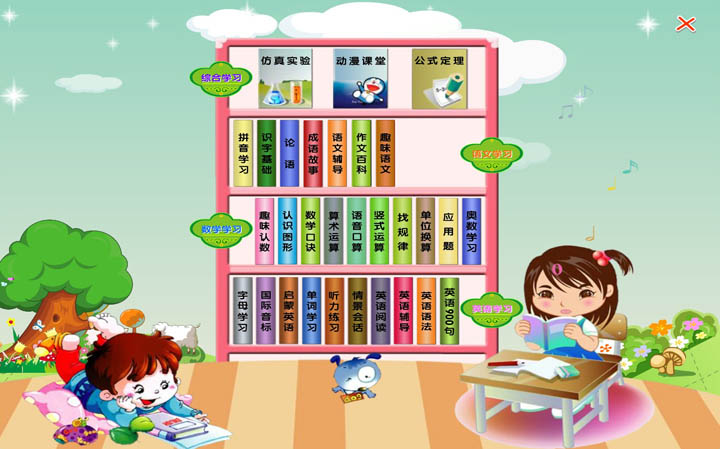 综合学习
仿真实验
动漫课堂
公式定理
拼音学习
识字基础
论语
成语故事
语文辅导
作文百科
趣味语文
语文学习
数学学习
趣味认数
认识图形
数学口诀
算术运算
语音口算
竖式运算
找规律
单位换算
应用题
奥数学习
英语学习
字母学习
国际音标
启蒙英语
单词学习
听力练习
情景会话
英语阅读
英语辅导
英语语法
英语900句